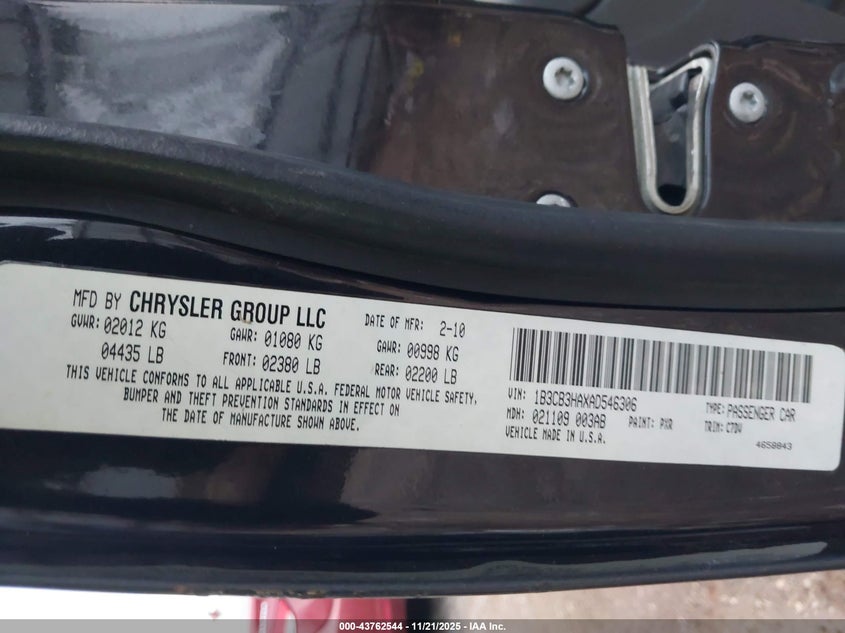 MFD BY CHRYSLER GROUP LLC
DATE OF MFR: 2-10
GVWR: 02012 KG
GAWR: 01080 KG
GAWR: 00998 KG
04435 LB
FRONT: 02380 LB
REAR: 02200 LB
THIS VEHICLE CONFORMS TO ALL APPLICABLE U.S.A. FEDERAL MOTOR VEHICLE SAFETY,
BUMPER AND THEFT PREVENTION STANDARDS IN EFFECT ON
THE DATE OF MANUFACTURE SHOWN ABOVE.
VIN: 1B3CB3HAXAD546306
TYPE: PASSENGER CAR
MDH: 021109 003AB
PAINT: PXR
TRIM: C7DV
VEHICLE MADE IN U.S.A.
4658843
000-43762544 - 11/21/2025 - IAA Inc.